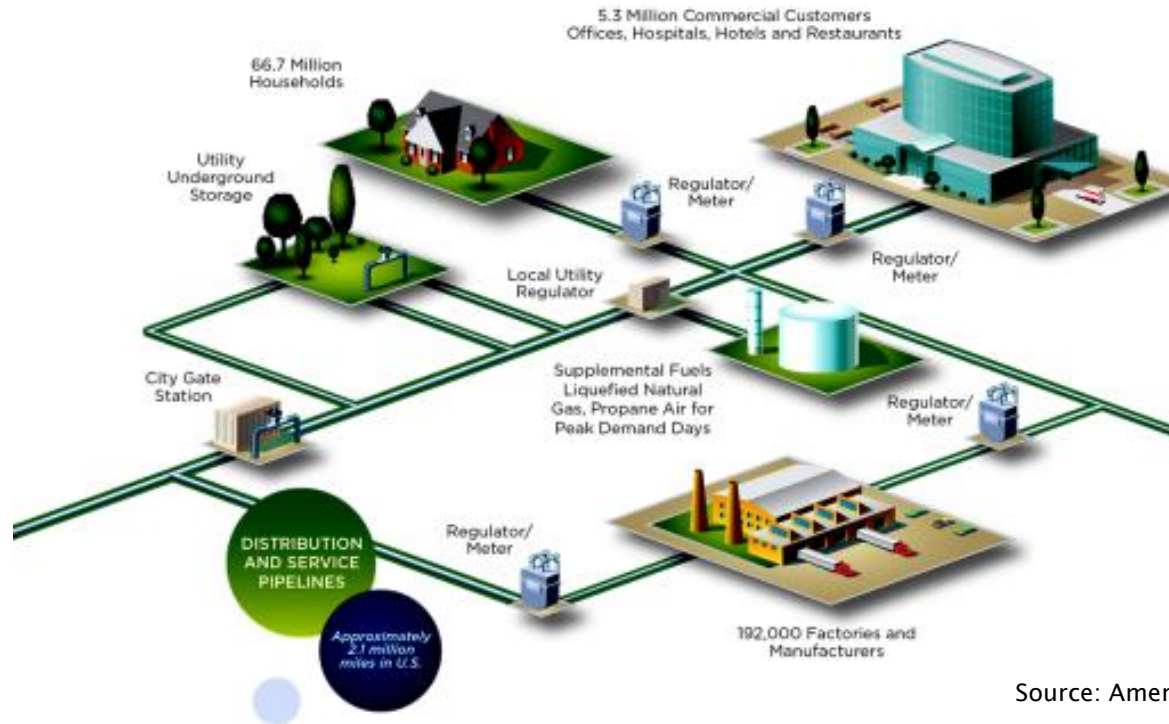 5.3 Million Commercial Customers
Offices, Hospitals, Hotels and Restaurants
66.7 Million
Households
Utility
Underground
Storage
Regulator/
Meter
Regulator/
Meter
Local Utility
Regulator
City Gate
Station
Supplemental Fuels
Liquefied Natural
Gas, Propane Air for
Peak Demand Days
Regulator/
Meter
Regulator/
Meter
DISTRIBUTION
AND SERVICE
PIPELINES
Approximately
2.1 million
miles in U.S.
192,000 Factories and
Manufacturers
Source: Amer